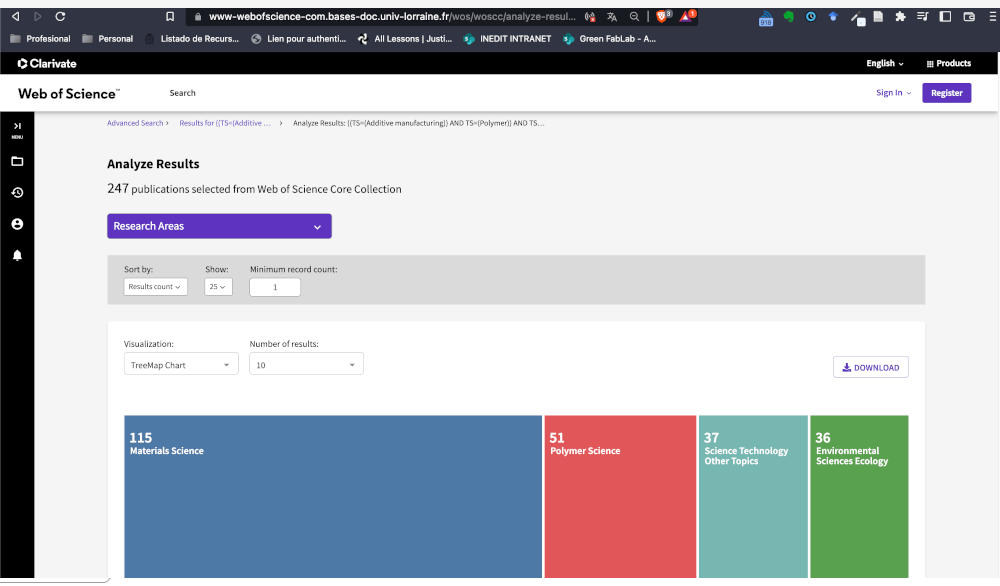 www-webofscience-com.bases-doc.univ-lorraine.fr/wos/woscc/analyze-resul...
8
1
918
Profesional
Personal
Listado de Recurs...
Lien pour authenti...
All Lessons | Justi...
INEDIT INTRANET
Green FabLab - A...
Clarivate
English
Products
Web of Science™
Search
Sign In
Register
MENU
Advanced Search
Results for ((TS=(Additive ...
Analyze Results: ((TS=(Additive manufacturing)) AND TS=(Polymer)) AND TS...
Analyze Results
247 publications selected from Web of Science Core Collection
Research Areas
Sort by:
Show:
Minimum record count:
Results count
25
1
Visualization:
Number of results:
TreeMap Chart
10
DOWNLOAD
115
Materials Science
51
Polymer Science
37
Science Technology
Other Topics
36
Environmental
Sciences Ecology